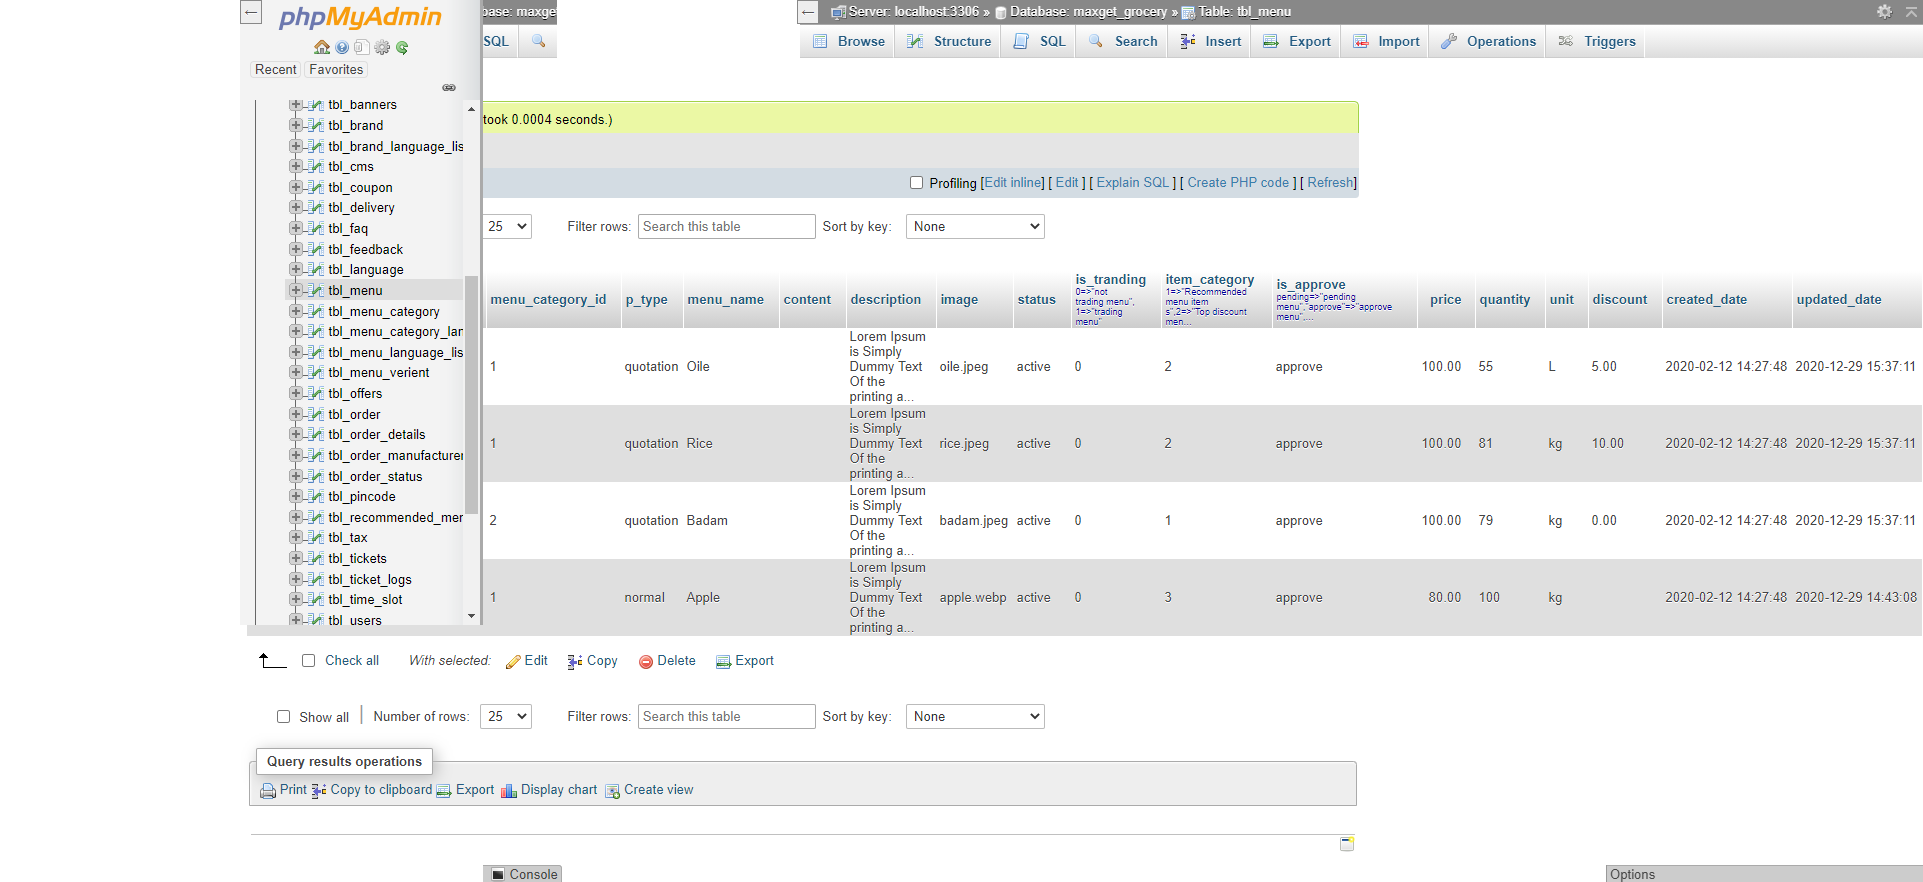 phpMyAdmin
base: maxget
Server: localhost:3306 » Database: maxget_grocery » Table: tbl_menu
SQL
Browse Structure SQL Search Insert Export Import Operations Triggers
Recent Favorites
tbl_banners
tbl_brand
tbl_brand_language_lis
tbl_cms
tbl_coupon
tbl_delivery
tbl_faq
tbl_feedback
tbl_language
tbl_menu
tbl_menu_category
tbl_menu_category_lan
tbl_menu_language_lis
tbl_menu_verient
tbl_offers
tbl_order
tbl_order_details
tbl_order_manufacturer
tbl_order_status
tbl_pincode
tbl_recommended_mer
tbl_tax
tbl_tickets
tbl_ticket_logs
tbl_time_slot
tbl_users
took 0.0004 seconds.)
Profiling [Edit inline] [ Edit ] [ Explain SQL ] [ Create PHP code ] [ Refresh]
25 Filter rows: Search this table Sort by key: None
menu_category_id p_type menu_name content description image status is_tranding 0=>"not trading menu", 1=>"trading menu" item_category 1=>"Recommended menu item s",2=>"Top discount men... is_approve pending=>"pending menu","approve"=>"approve menu",... price quantity unit discount created_date updated_date
1 quotation Oile Lorem Ipsum is Simply Dummy Text Of the printing a... oile.jpeg active 0 2 approve 100.00 55 L 5.00 2020-02-12 14:27:48 2020-12-29 15:37:11
1 quotation Rice Lorem Ipsum is Simply Dummy Text Of the printing a... rice.jpeg active 0 2 approve 100.00 81 kg 10.00 2020-02-12 14:27:48 2020-12-29 15:37:11
2 quotation Badam Lorem Ipsum is Simply Dummy Text Of the printing a... badam.jpeg active 0 1 approve 100.00 79 kg 0.00 2020-02-12 14:27:48 2020-12-29 15:37:11
1 normal Apple Lorem Ipsum is Simply Dummy Text Of the printing a... apple.webp active 0 3 approve 80.00 100 kg 2020-02-12 14:27:48 2020-12-29 14:43:08
Check all With selected: Edit Copy Delete Export
Show all Number of rows: 25 Filter rows: Search this table Sort by key: None
Query results operations
Print Copy to clipboard Export Display chart Create view
Console
Options